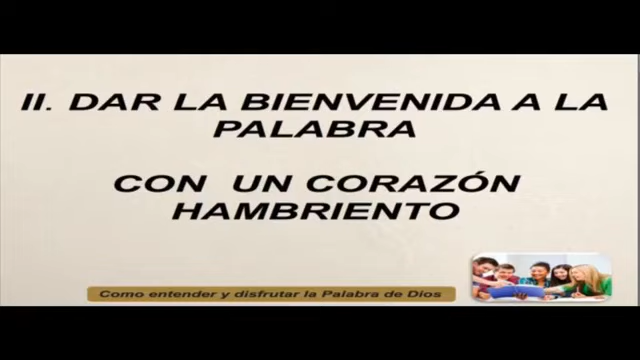 II. DAR LA BIENVENIDA A LA
PALABRA
CON UN CORAZÓN
HAMBRIENTO
Como entender y disfrutar la Palabra de Dios